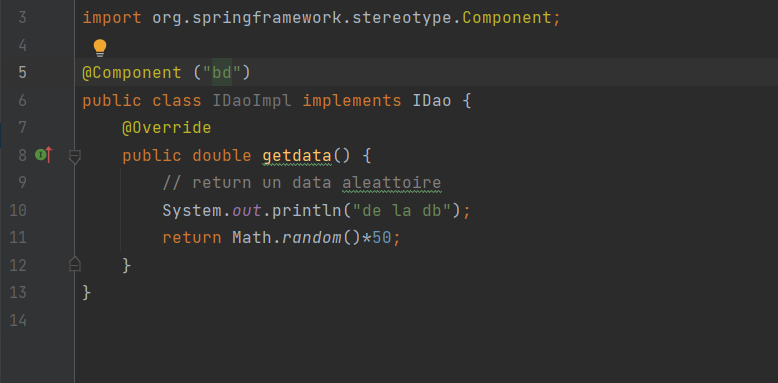 3 import org.springframework.stereotype.Component;
4
5 @Component ("bd")
6 public class IDaoImpl implements IDao {
7 @Override
8 public double getdata() {
9 // return un data aleattoire
10 System.out.println("de la db");
11 return Math.random()*50;
12 }
13 }
14